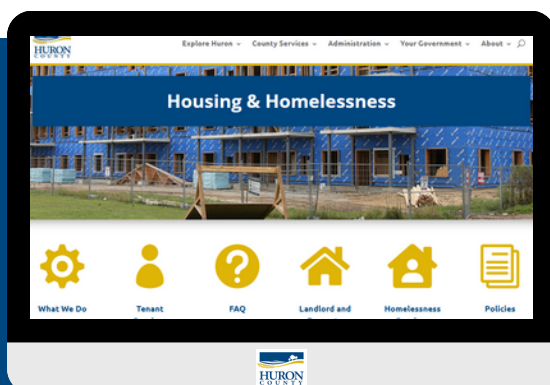 HURON
COUNTY
Explore Huron County Services Administration Your Government About
Housing & Homelessness
What We Do
Tenant
FAQ
Landlord and
Homelessness
Policies
HURON
COUNTY